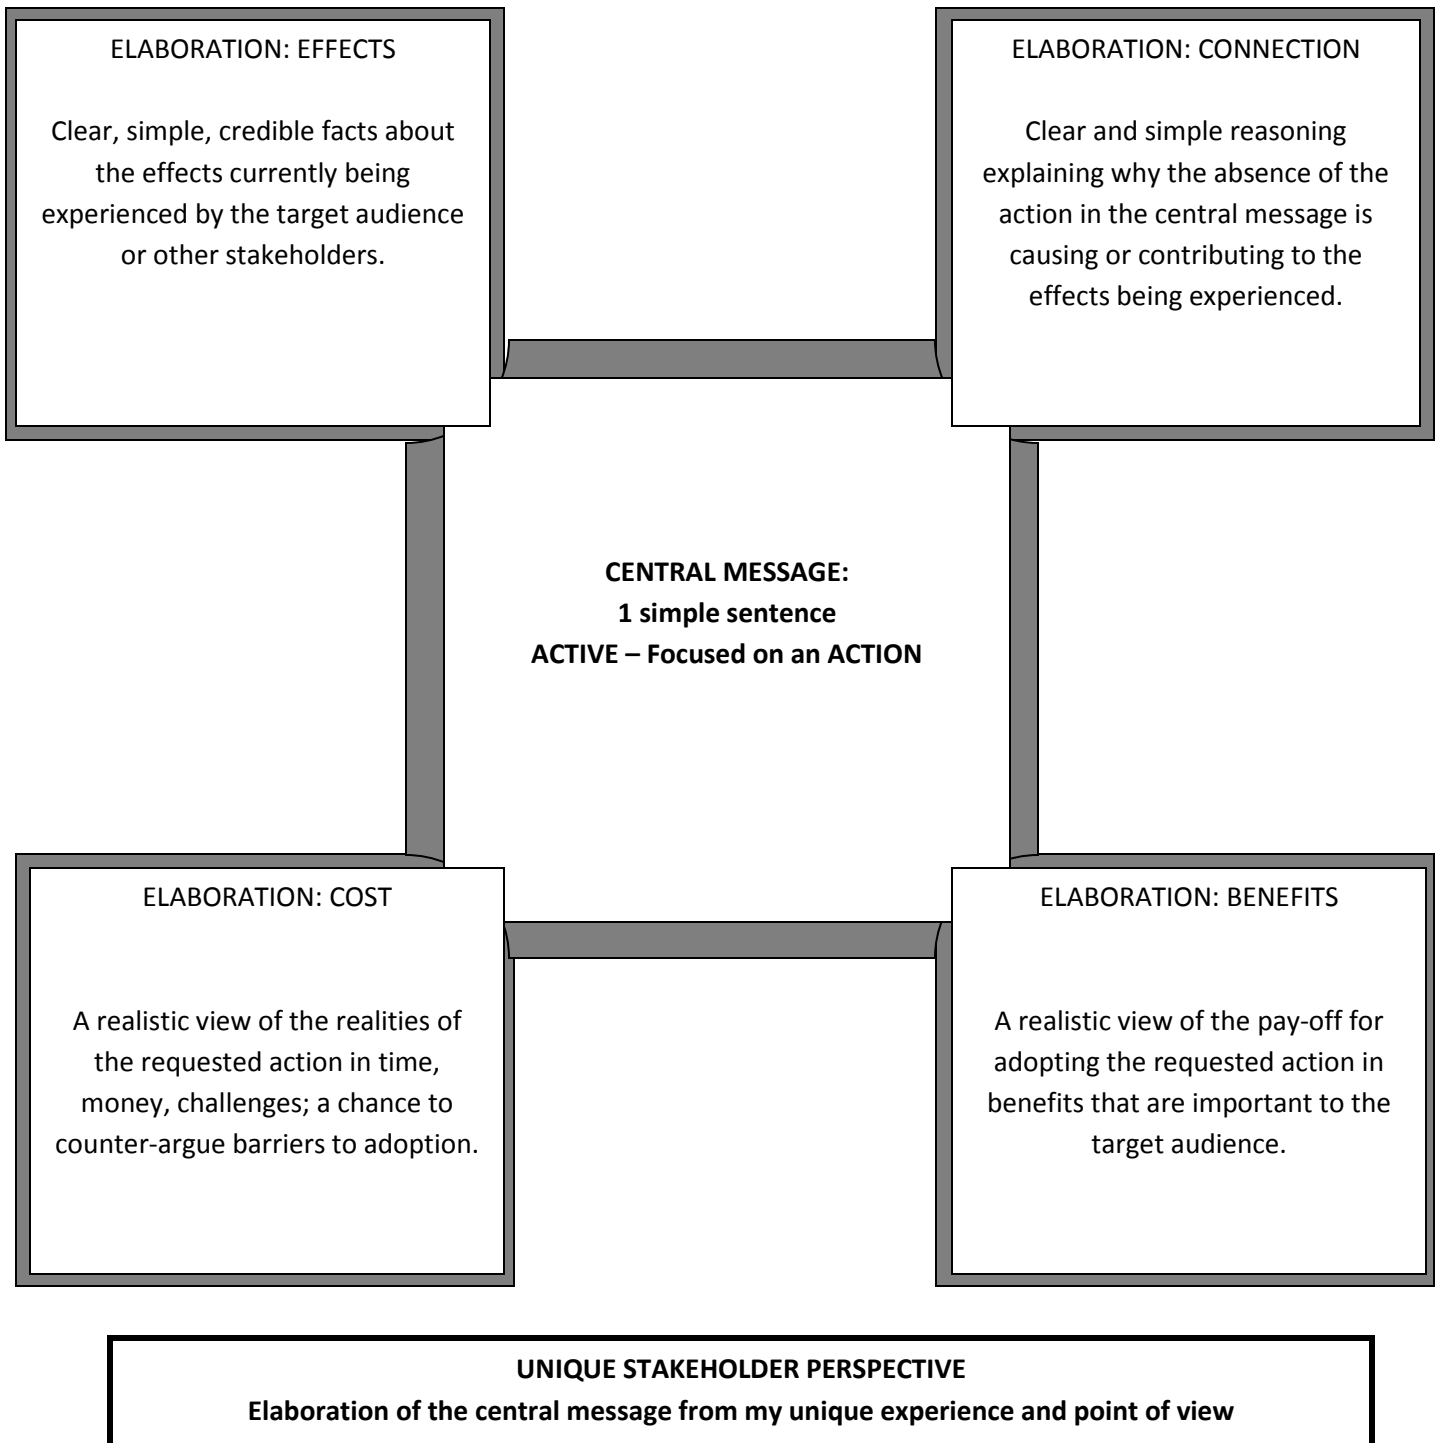 ELABORATION: EFFECTS
Clear, simple, credible facts about
the effects currently being
experienced by the target audience
or other stakeholders.
ELABORATION: CONNECTION
Clear and simple reasoning
explaining why the absence of the
action in the central message is
causing or contributing to the
effects being experienced.
CENTRAL MESSAGE:
1 simple sentence
ACTIVE – Focused on an ACTION
ELABORATION: COST
A realistic view of the realities of
the requested action in time,
money, challenges; a chance to
counter-argue barriers to adoption.
ELABORATION: BENEFITS
A realistic view of the pay-off for
adopting the requested action in
benefits that are important to the
target audience.
UNIQUE STAKEHOLDER PERSPECTIVE
Elaboration of the central message from my unique experience and point of view